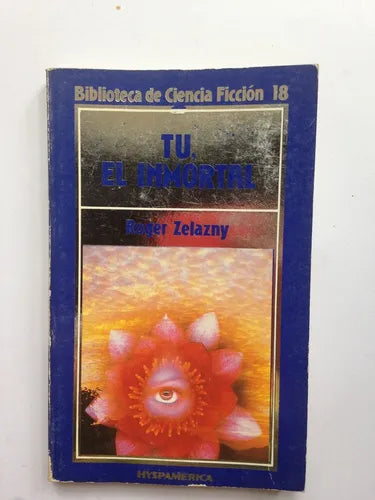 Biblioteca de Ciencia Ficción 18
TU,
EL INMORTAL
Roger Zelazny
HYSPAMERICA